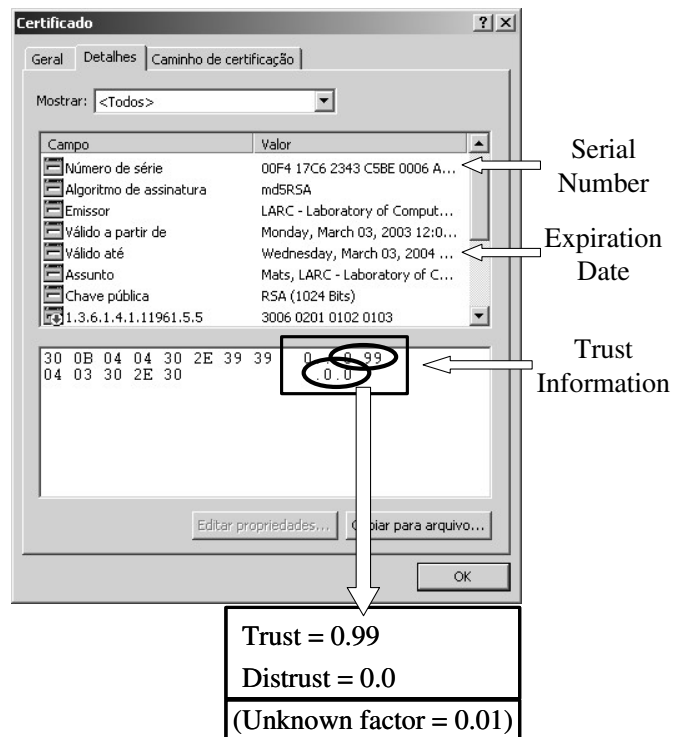 Certificado
Geral Detalhes Caminho de certificação
Mostrar: <Todos>
Campo Valor
Número de série 00F4 17C6 2343 C5BE 0006 A...
Algoritmo de assinatura md5RSA
Emissor LARC - Laboratory of Comput...
Válido a partir de Monday, March 03, 2003 12:0...
Válido até Wednesday, March 03, 2004 ...
Assunto Mats, LARC - Laboratory of C...
Chave pública RSA (1024 Bits)
1.3.6.1.4.1.11961.5.5 3006 0201 0102 0103
Serial
Number
Expiration
Date
30 0B 04 04 30 2E 39 39 0...0.99
04 03 30 2E 30 ..0.0
Trust
Information
Editar propriedades... Copiar para arquivo...
OK
Trust = 0.99
Distrust = 0.0
(Unknown factor = 0.01)